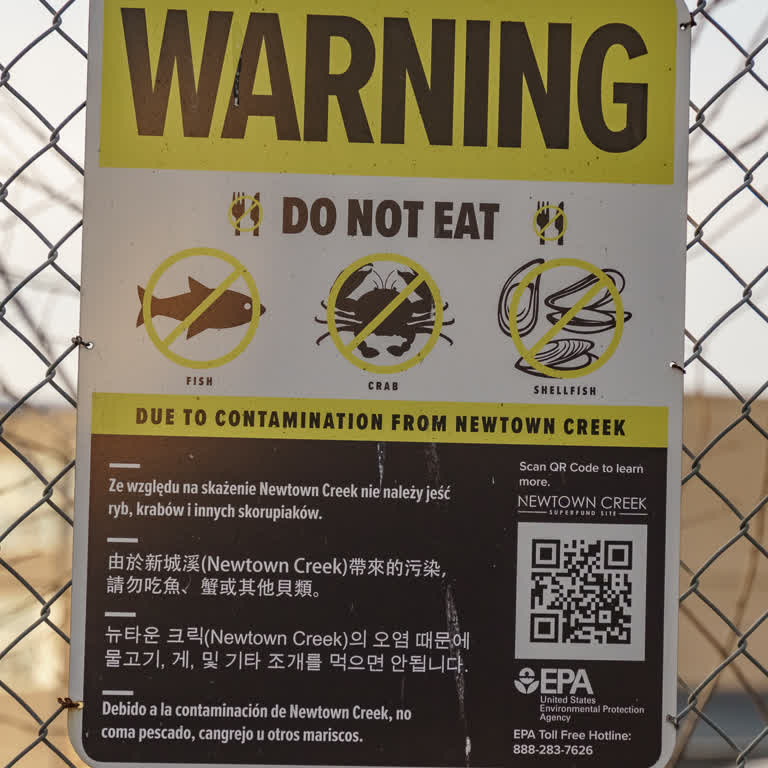 WARNING
DO NOT EAT
FISH
CRAB
SHELLFISH
DUE TO CONTAMINATION FROM NEWTOWN CREEK
Ze względu na skażenie Newtown Creek nie należy jeść
ryb, krabów i innych skorupiaków.
由於新城溪(Newtown Creek)帶來的污染,
請勿吃魚、蟹或其他貝類。
뉴타운 크릭(Newtown Creek)의 오염 때문에
물고기, 게, 및 기타 조개를 먹으면 안됩니다.
Debido a la contaminación de Newtown Creek, no
coma pescado, cangrejo u otros mariscos.
Scan QR Code to learn
more.
NEWTOWN CREEK
SUPERFUND SITE
EPA
United States
Environmental Protection
Agency
EPA Toll Free Hotline:
888-283-7626